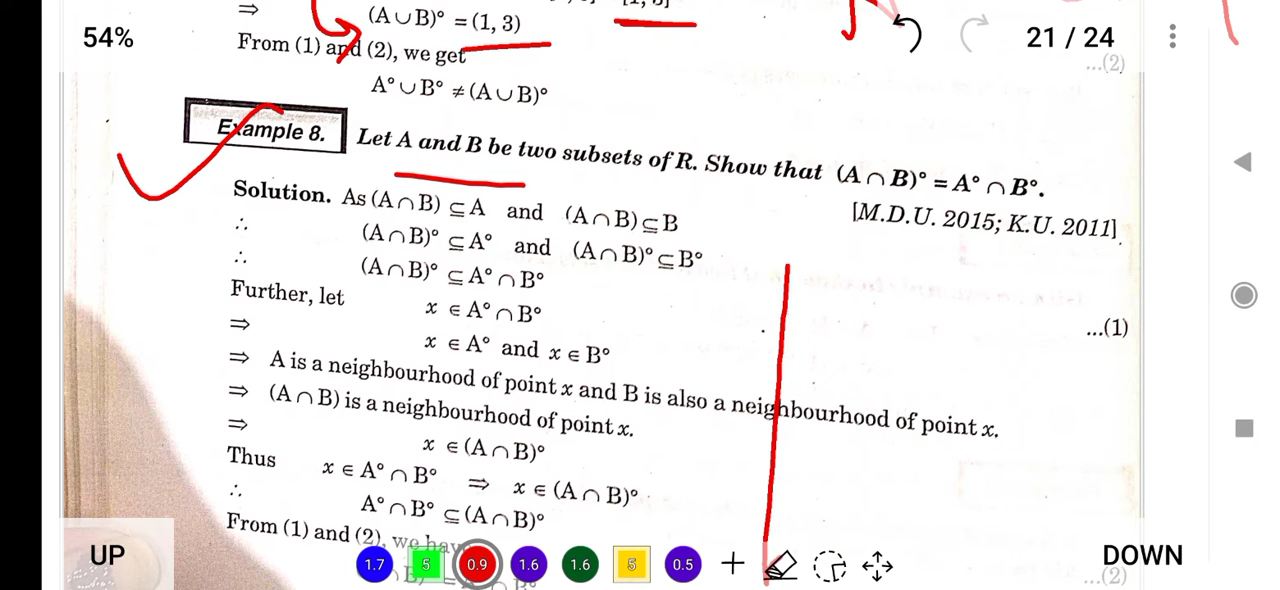 ⇒ (A ∪ B)° = (1, 3)
54%
21 / 24
From (1) and (2), we get
...(2)
A° ∪ B° ≠ (A ∪ B)°
Example 8. Let A and B be two subsets of R. Show that (A ∩ B)° = A° ∩ B°.
[M.D.U. 2015; K.U. 2011]
Solution. As (A ∩ B) ⊆ A and (A ∩ B) ⊆ B
∴ (A ∩ B)° ⊆ A° and (A ∩ B)° ⊆ B°
∴ (A ∩ B)° ⊆ A° ∩ B°
...(1)
Further, let x ∈ A° ∩ B°
⇒ x ∈ A° and x ∈ B°
⇒ A is a neighbourhood of point x and B is also a neighbourhood of point x.
⇒ (A ∩ B) is a neighbourhood of point x.
⇒ x ∈ (A ∩ B)°
Thus x ∈ A° ∩ B° ⇒ x ∈ (A ∩ B)°
∴ A° ∩ B° ⊆ (A ∩ B)°
...(2)
From (1) and (2), we have
UP
1.7 5 0.9 1.6 1.6 5 0.5 +
DOWN